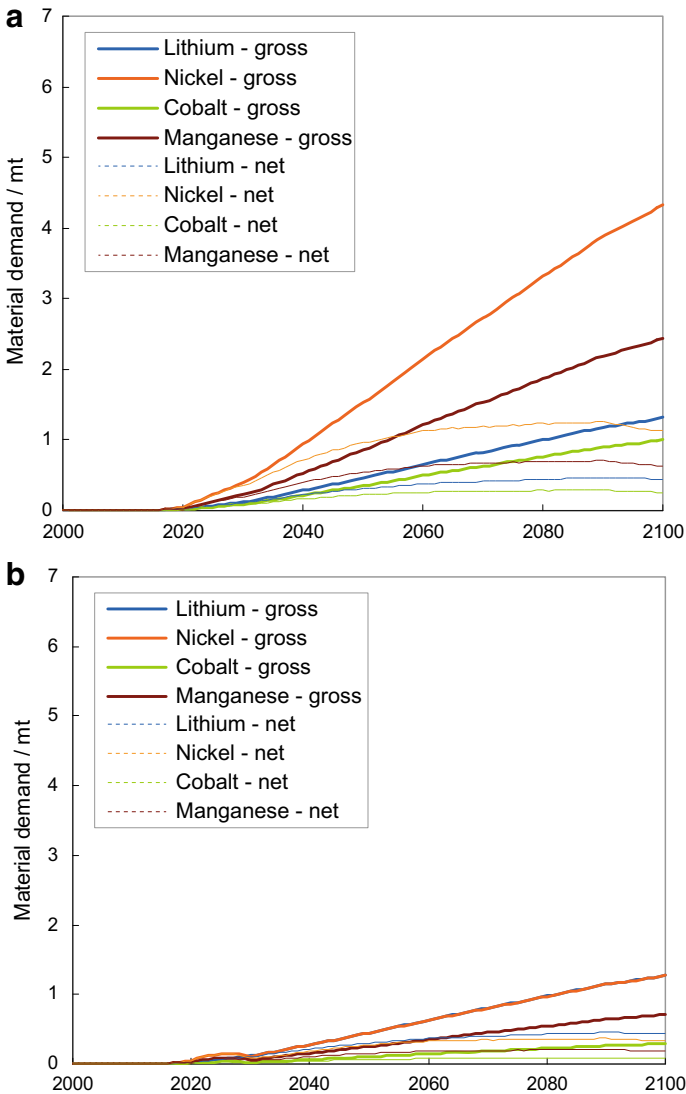 a
7
6
5
4
3
2
1
0
Material demand / mt
Lithium - gross
Nickel - gross
Cobalt - gross
Manganese - gross
Lithium - net
Nickel - net
Cobalt - net
Manganese - net
2000 2020 2040 2060 2080 2100
b
7
6
5
4
3
2
1
0
Material demand / mt
Lithium - gross
Nickel - gross
Cobalt - gross
Manganese - gross
Lithium - net
Nickel - net
Cobalt - net
Manganese - net
2000 2020 2040 2060 2080 2100